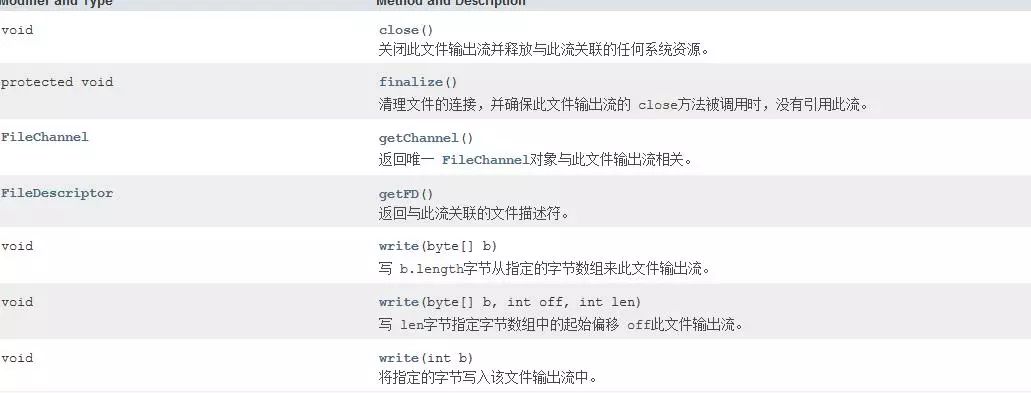 Modifier and Type Method and Description
void close()
关闭此文件输出流并释放与此流关联的任何系统资源。
protected void finalize()
清理文件的连接，并确保此文件输出流的 close方法被调用时，没有引用此流。
FileChannel getChannel()
返回唯一 FileChannel对象与此文件输出流相关。
FileDescriptor getFD()
返回与此流关联的文件描述符。
void write(byte[] b)
写 b.length字节从指定的字节数组来此文件输出流。
void write(byte[] b, int off, int len)
写 len字节指定字节数组中的起始偏移 off此文件输出流。
void write(int b)
将指定的字节写入该文件输出流中。